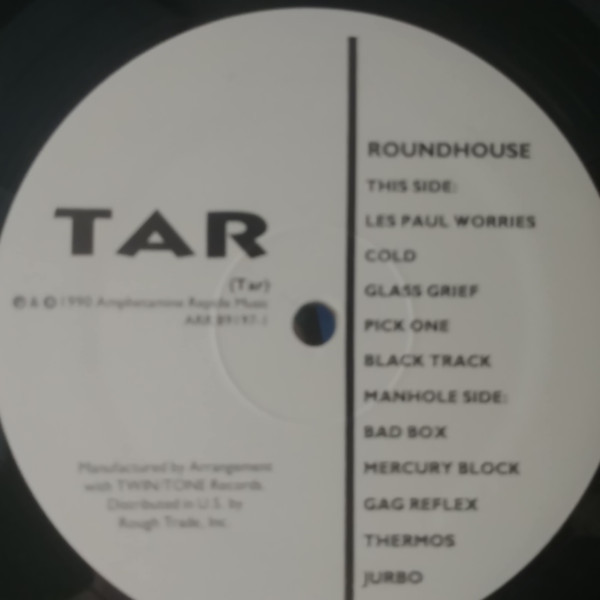 TAR
(Tar)
℗ & © 1990 Amphetamine Reptile Music
ARR 89197-1
Manufactured by Arrangement
with TWIN/TONE Records.
Distributed in U.S. by
Rough Trade, Inc.
ROUNDHOUSE
THIS SIDE:
LES PAUL WORRIES
COLD
GLASS GRIEF
PICK ONE
BLACK TRACK
MANHOLE SIDE:
BAD BOX
MERCURY BLOCK
GAG REFLEX
THERMOS
JURBO